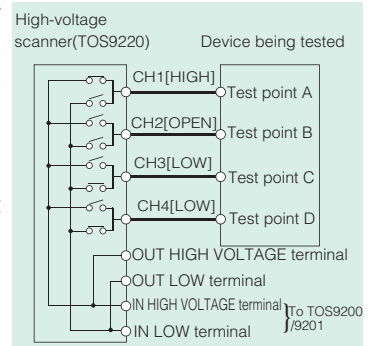 High-voltage
scanner(TOS9220)
Device being tested
CH1[HIGH]
Test point A
CH2[OPEN]
Test point B
CH3[LOW]
Test point C
CH4[LOW]
Test point D
OUT HIGH VOLTAGE terminal
OUT LOW terminal
IN HIGH VOLTAGE terminal
IN LOW terminal
To TOS9200
/9201